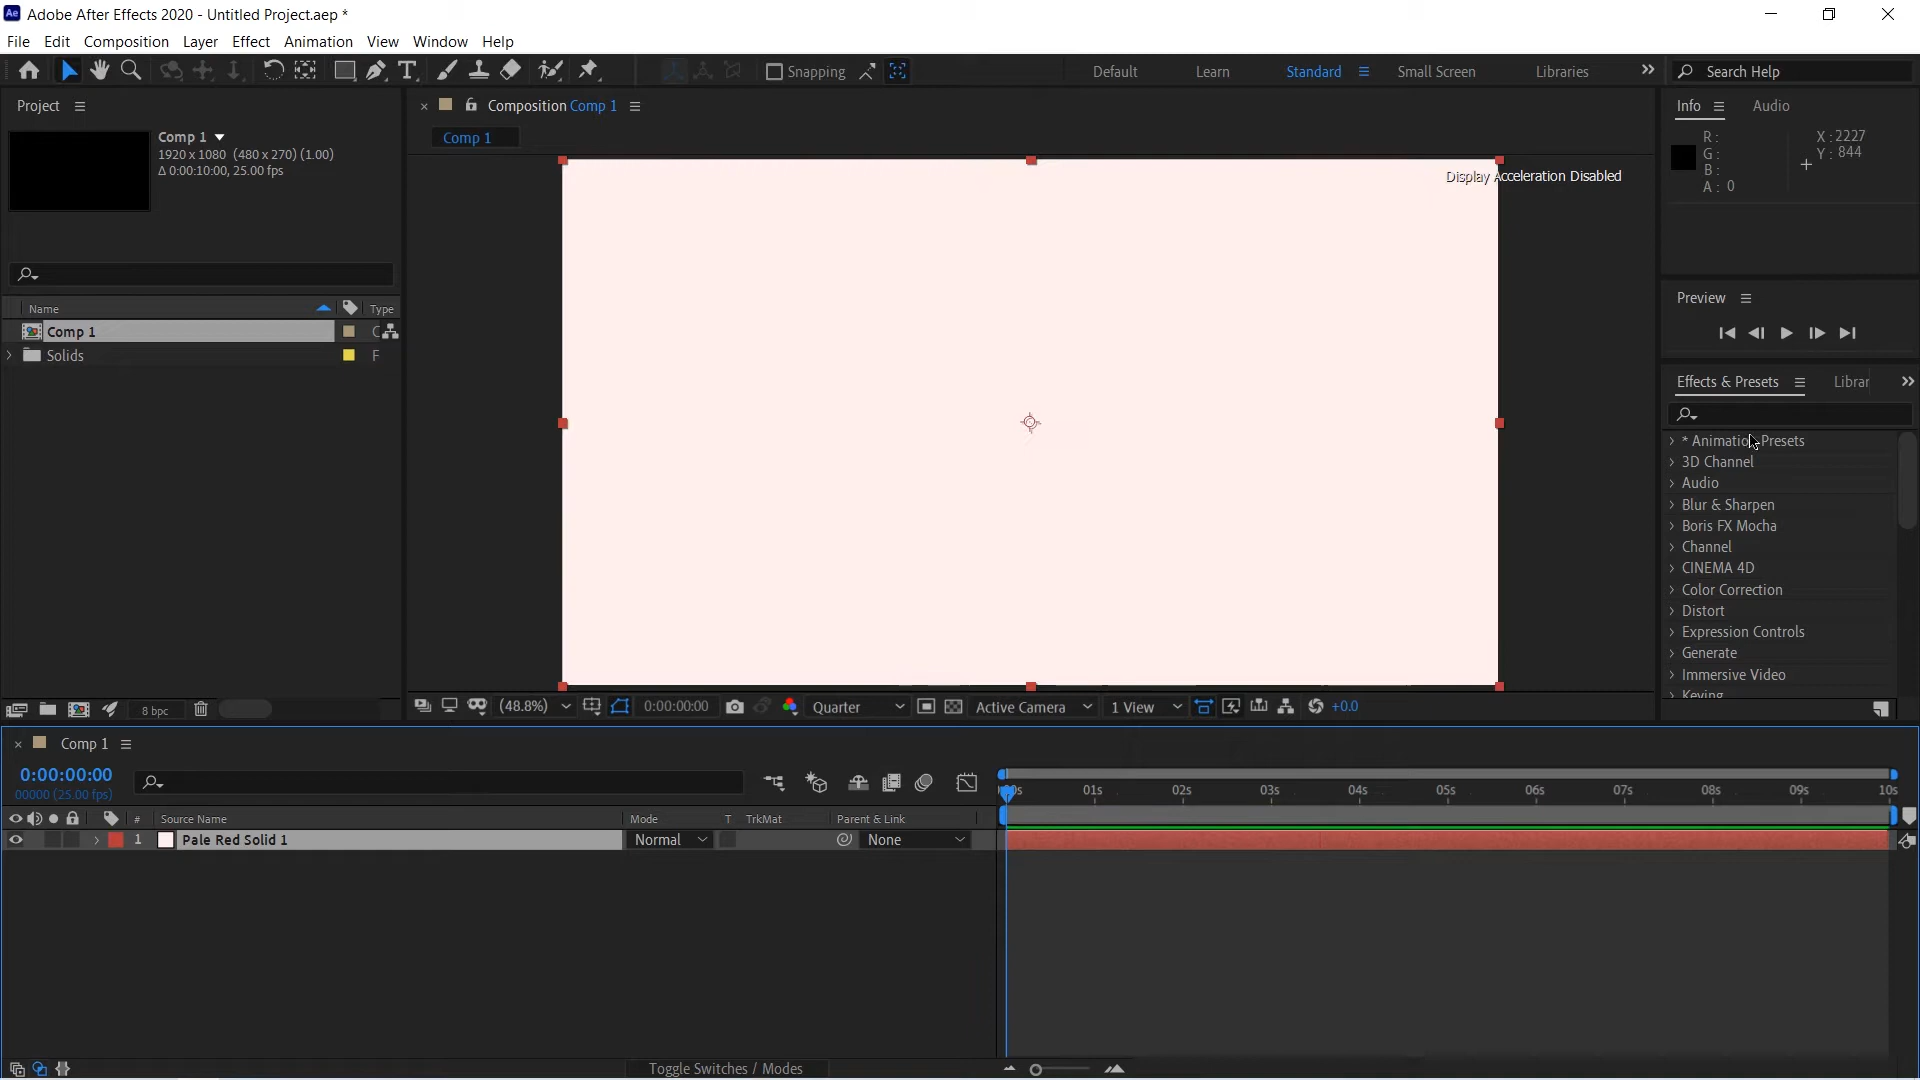 Ae Adobe After Effects 2020 - Untitled Project.aep *
File Edit Composition Layer Effect Animation View Window Help
T Snapping Default Learn Standard Small Screen Libraries Search Help
Project
Comp 1
1920 x 1080 (480 x 270) (1.00)
Δ 0:00:10:00, 25.00 fps
Name Type
Comp 1 C
Solids F
8 bpc
Composition Comp 1
Comp 1
Display Acceleration Disabled
(48.8%) 0:00:00:00 Quarter Active Camera 1 View +0.0
Info Audio
R :
G :
B :
A : 0
X : 2227
Y : 844
Preview
Effects & Presets Librar
* Animation Presets
3D Channel
Audio
Blur & Sharpen
Boris FX Mocha
Channel
CINEMA 4D
Color Correction
Distort
Expression Controls
Generate
Immersive Video
Keying
Comp 1
0:00:00:00
00000 (25.00 fps)
01s 02s 03s 04s 05s 06s 07s 08s 09s 10s
# Source Name Mode T TrkMat Parent & Link
1 Pale Red Solid 1 Normal None
Toggle Switches / Modes